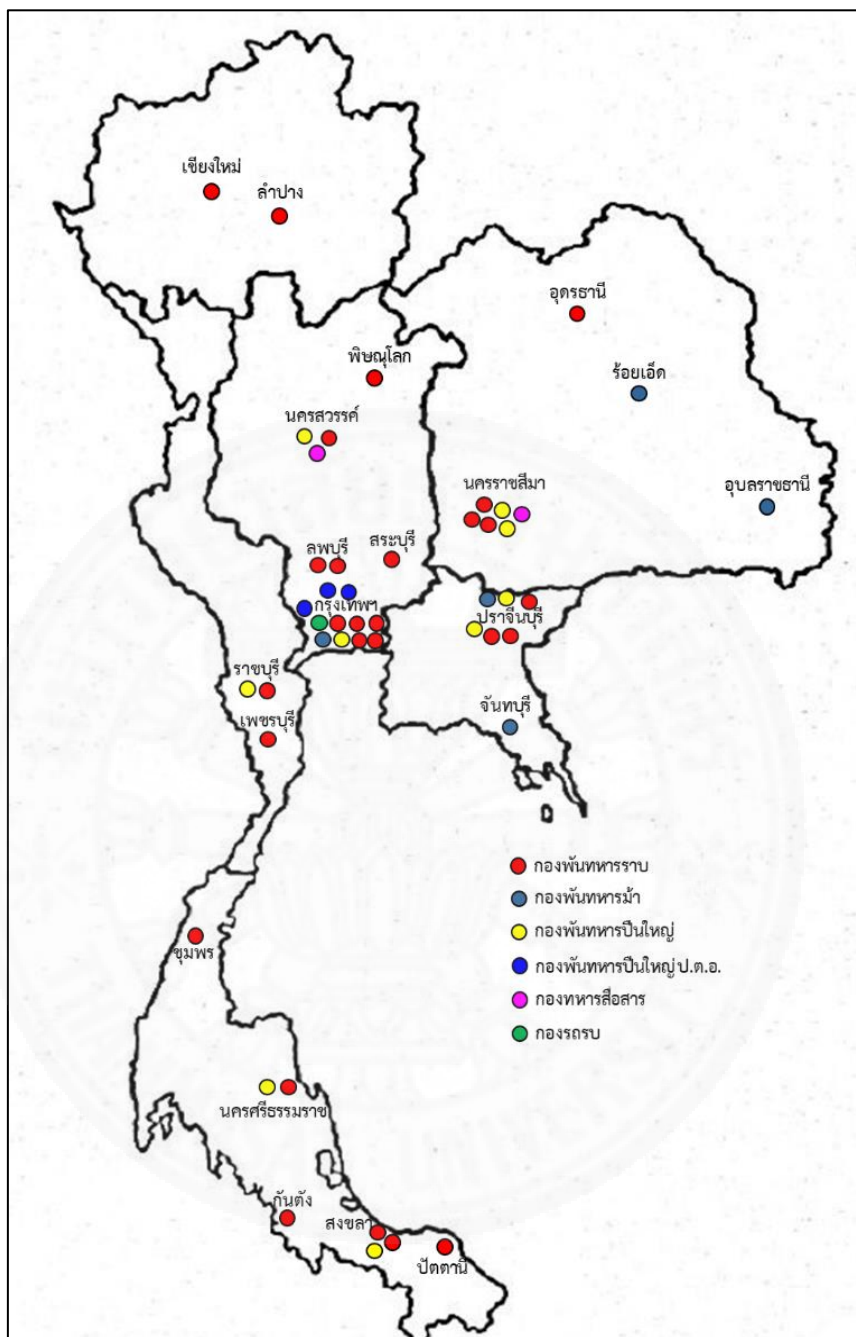 เชียงใหม่
ลำปาง
อุดรธานี
พิษณุโลก
ร้อยเอ็ด
นครสวรรค์
นครราชสีมา
อุบลราชธานี
ลพบุรี
สระบุรี
กรุงเทพฯ
ปราจีนบุรี
ราชบุรี
จันทบุรี
เพชรบุรี
กองพันทหารราบ
กองพันทหารม้า
กองพันทหารปืนใหญ่
กองพันทหารปืนใหญ่ ป.ต.อ.
กองทหารสื่อสาร
กองรถรบ
ชุมพร
นครศรีธรรมราช
กันตัง
สงขลา
ปัตตานี